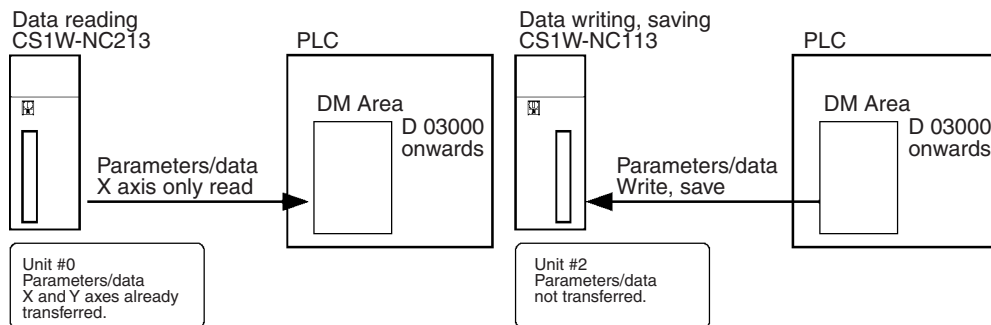 Data reading
CS1W-NC213
PLC
DM Area
D 03000
onwards
Parameters/data
X axis only read
Unit #0
Parameters/data
X and Y axes already
transferred.
Data writing, saving
CS1W-NC113
PLC
DM Area
D 03000
onwards
Parameters/data
Write, save
Unit #2
Parameters/data
not transferred.